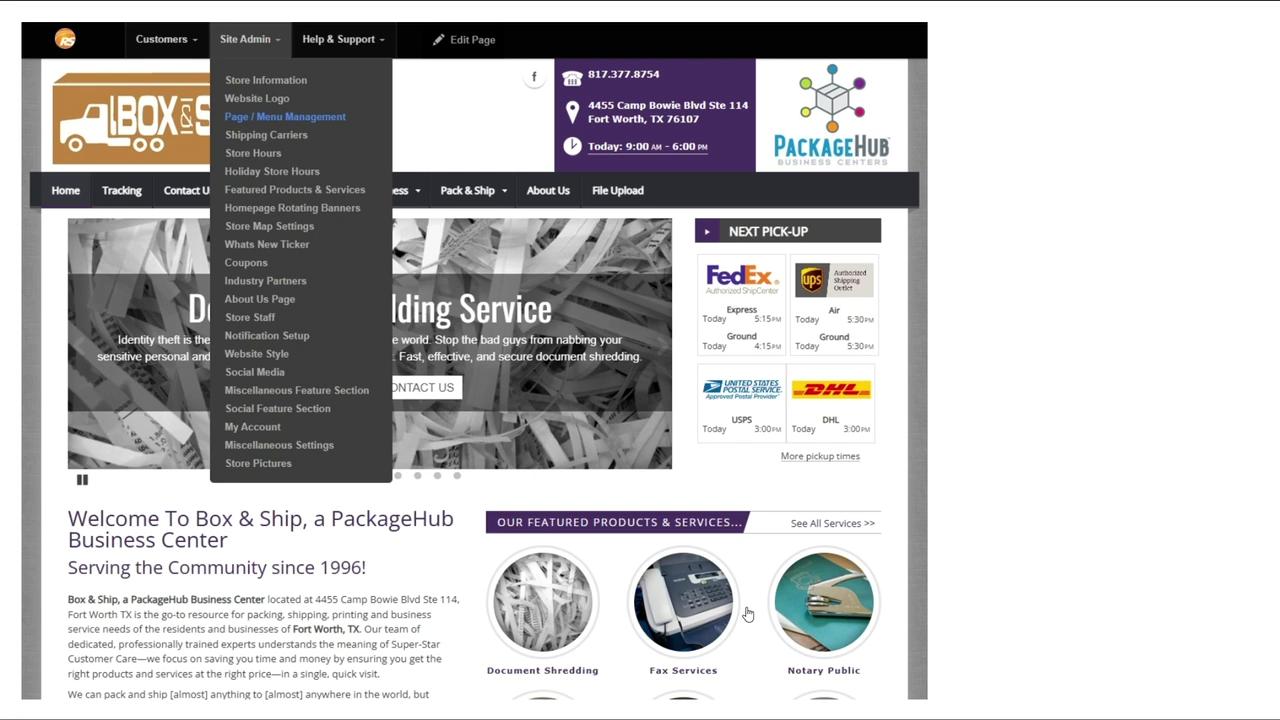 RS
Customers
Site Admin
Help & Support
Edit Page
Store Information
Website Logo
Page / Menu Management
Shipping Carriers
Store Hours
Holiday Store Hours
Featured Products & Services
Homepage Rotating Banners
Store Map Settings
Whats New Ticker
Coupons
Industry Partners
About Us Page
Store Staff
Notification Setup
Website Style
Social Media
Miscellaneous Feature Section
Social Feature Section
My Account
Miscellaneous Settings
Store Pictures
BOX & S
f
817.377.8754
4455 Camp Bowie Blvd Ste 114
Fort Worth, TX 76107
Today: 9:00 AM - 6:00 PM
PACKAGEHUB
BUSINESS CENTERS
Home
Tracking
Contact U
ess
Pack & Ship
About Us
File Upload
D
dding Service
Identity theft is the
e world. Stop the bad guys from nabbing your
sensitive personal and
. Fast, effective, and secure document shredding.
ONTACT US
NEXT PICK-UP
FedEx
Authorized ShipCenter
Express
Today 5:15PM
Ground
Today 4:15PM
ups
Authorized
Shipping
Outlet
Air
Today 5:30PM
Ground
Today 5:30PM
UNITED STATES
POSTAL SERVICE
Approved Postal Provider
USPS
Today 3:00PM
DHL
DHL
Today 3:00PM
More pickup times
Welcome To Box & Ship, a PackageHub
Business Center
Serving the Community since 1996!
Box & Ship, a PackageHub Business Center located at 4455 Camp Bowie Blvd Ste 114,
Fort Worth TX is the go-to resource for packing, shipping, printing and business
service needs of the residents and businesses of Fort Worth, TX. Our team of
dedicated, professionally trained experts understands the meaning of Super-Star
Customer Care—we focus on saving you time and money by ensuring you get the
right products and services at the right price—in a single, quick visit.
We can pack and ship [almost] anything to [almost] anywhere in the world, but
OUR FEATURED PRODUCTS & SERVICES...
See All Services >>
Document Shredding
Fax Services
Notary Public